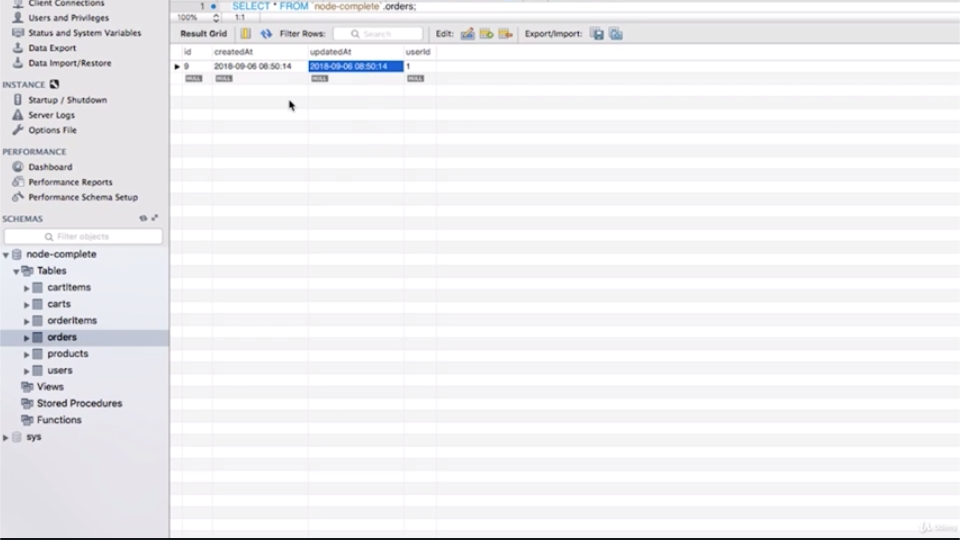 Client Connections
Users and Privileges
Status and System Variables
Data Export
Data Import/Restore
INSTANCE
Startup / Shutdown
Server Logs
Options File
PERFORMANCE
Dashboard
Performance Reports
Performance Schema Setup
SCHEMAS
Filter objects
node-complete
Tables
cartItems
carts
orderItems
orders
products
users
Views
Stored Procedures
Functions
sys
1 SELECT * FROM `node-complete`.orders;
100% 1:1
Result Grid Filter Rows: Search Edit: Export/Import:
id createdAt updatedAt userId
9 2018-09-06 08:50:14 2018-09-06 08:50:14 1
NULL NULL NULL NULL
Udemy